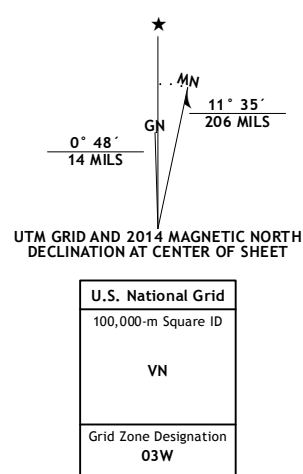 ★
MN
GN
11° 35´
206 MILS
0° 48´
14 MILS
UTM GRID AND 2014 MAGNETIC NORTH
DECLINATION AT CENTER OF SHEET
U.S. National Grid
100,000-m Square ID
VN
Grid Zone Designation
03W